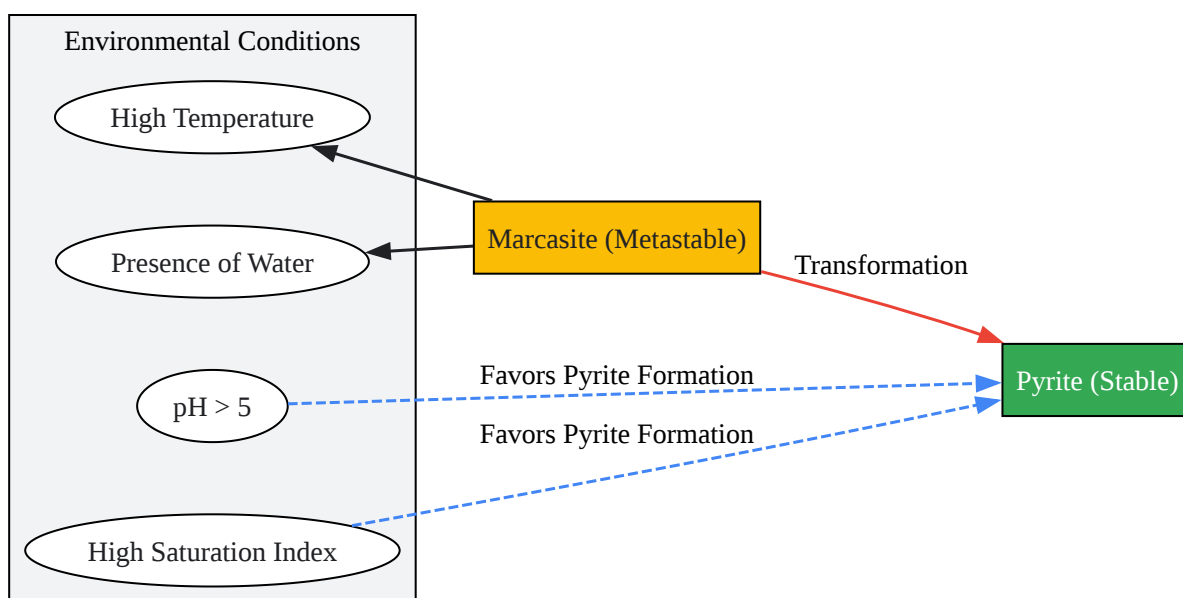 Environmental Conditions
High Temperature
Marcasite (Metastable)
Presence of Water
Transformation
Favors Pyrite Formation
Pyrite (Stable)
pH > 5
Favors Pyrite Formation
High Saturation Index